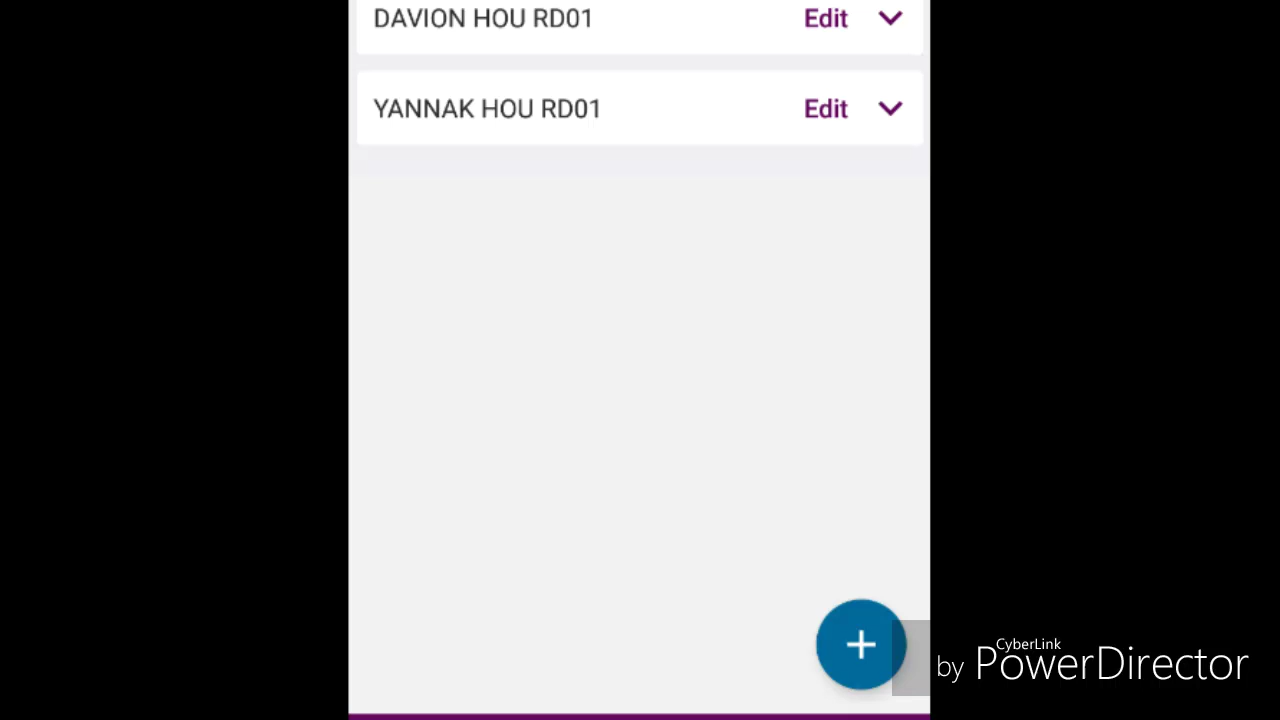 DAVION HOU RD01 Edit
YANNAK HOU RD01 Edit
CyberLink
by PowerDirector